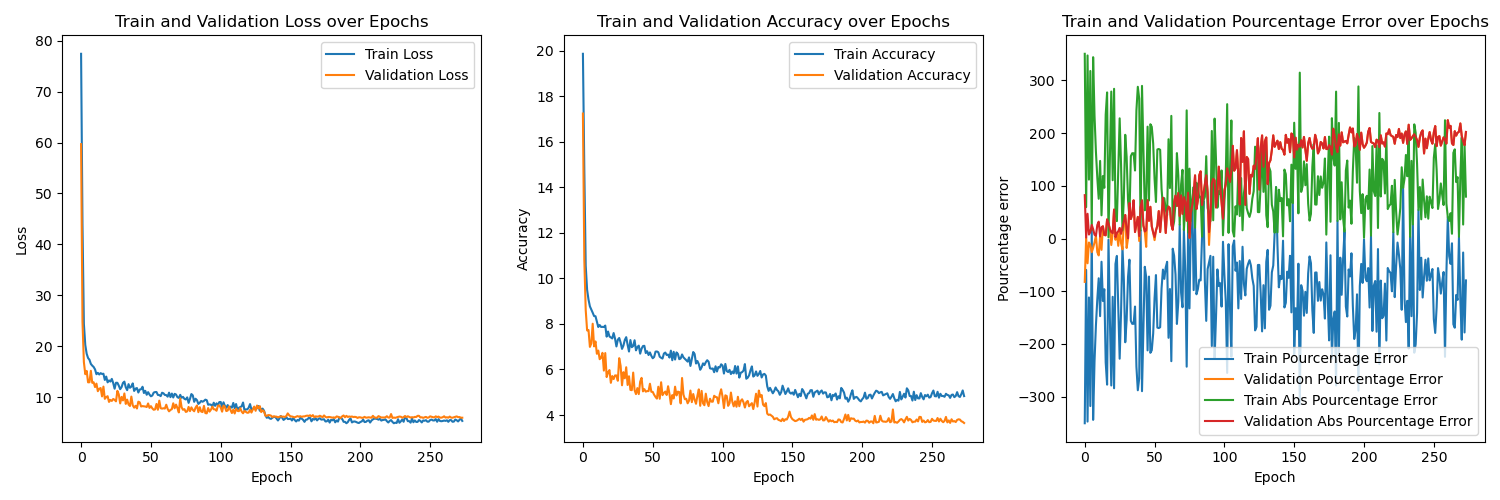 Train and Validation Loss over Epochs
80
70
60
50
40
30
20
10
0
50
100
150
200
250
Loss
Epoch
Train Loss
Validation Loss
Train and Validation Accuracy over Epochs
20
18
16
14
12
10
8
6
4
0
50
100
150
200
250
Accuracy
Epoch
Train Accuracy
Validation Accuracy
Train and Validation Pourcentage Error over Epochs
300
200
100
0
−100
−200
−300
0
50
100
150
200
250
Pourcentage error
Epoch
Train Pourcentage Error
Validation Pourcentage Error
Train Abs Pourcentage Error
Validation Abs Pourcentage Error